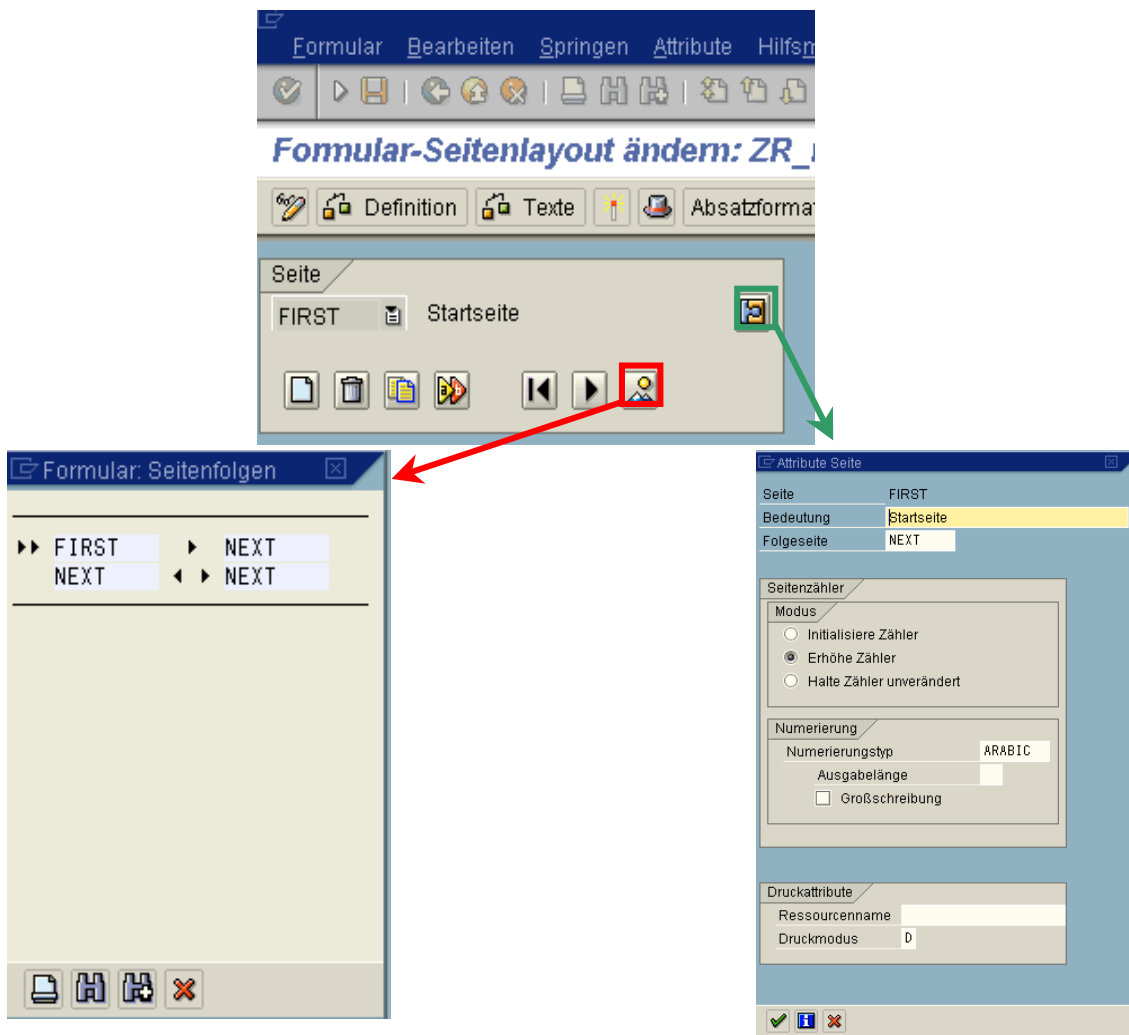 Formular Bearbeiten Springen Attribute
Formular-Seitenlayout ändern:
Definition Texte
Seite
FIRST Startseite
Formular: Seitenfolgen
FIRST NEXT
NEXT NEXT
Attribute Seite
Seite FIRST
Bedeutung Startseite
Folgeseite NEXT
Seitenzähler
Modus
Initialisiere Zähler
Erhöhe Zähler
Halte Zähler unverändert
Numerierung
Numerierungstyp ARABIC
Ausgabelänge
Großschreibung
Druckattribute
Ressourcenname
Druckmodus D